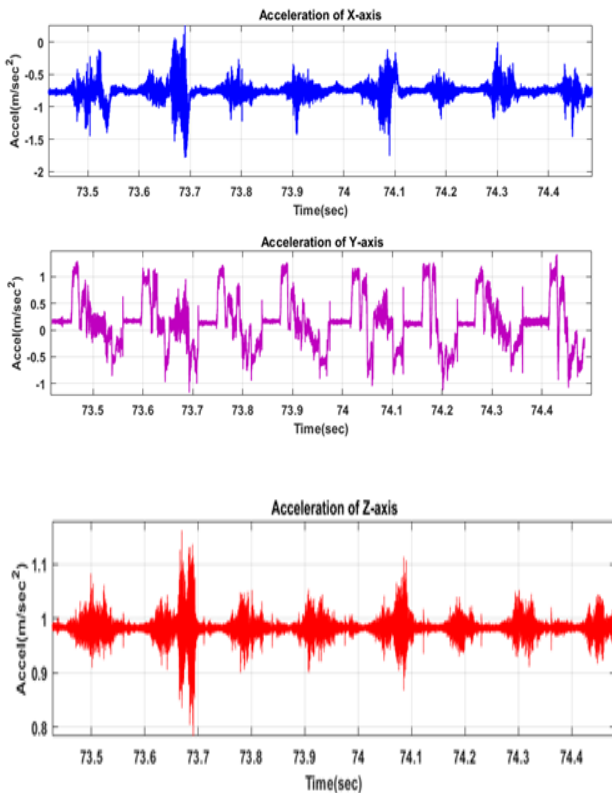 Acceleration of X-axis
0
-0.5
-1
-1.5
-2
Accel(m/sec²)
73.5 73.6 73.7 73.8 73.9 74 74.1 74.2 74.3 74.4
Time(sec)
Acceleration of Y-axis
1
0.5
0
-0.5
-1
Accel(m/sec²)
73.5 73.6 73.7 73.8 73.9 74 74.1 74.2 74.3 74.4
Time(sec)
Acceleration of Z-axis
1.1
1
0.9
0.8
Accel(m/sec²)
73.5 73.6 73.7 73.8 73.9 74 74.1 74.2 74.3 74.4
Time(sec)